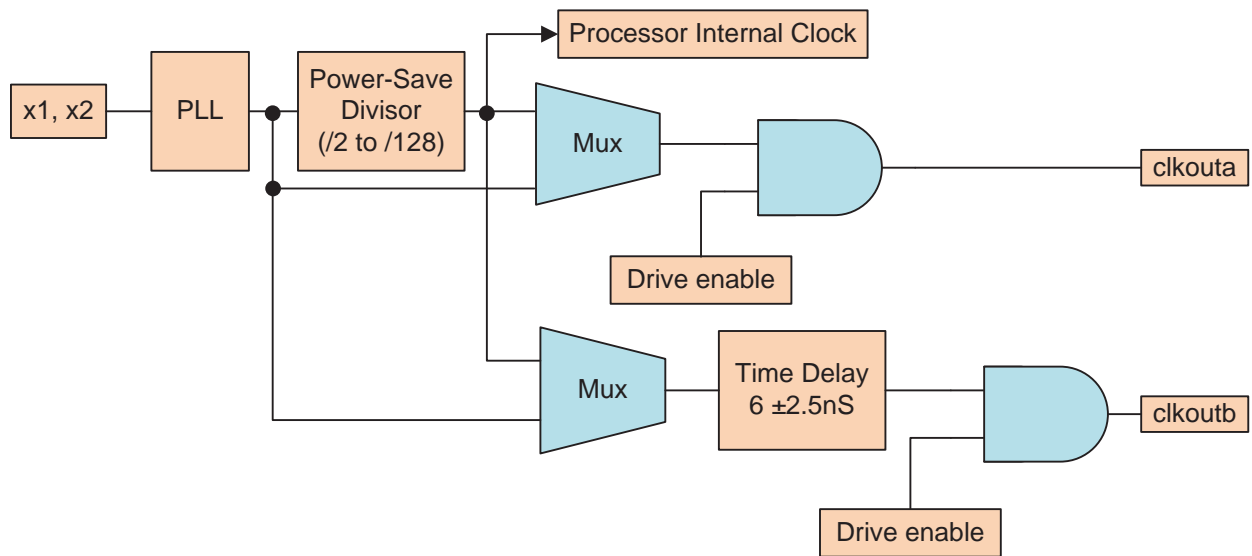 Processor Internal Clock
x1, x2
PLL
Power-Save
Divisor
(/2 to /128)
Mux
clkouta
Drive enable
Mux
Time Delay
6 ±2.5nS
clkoutb
Drive enable